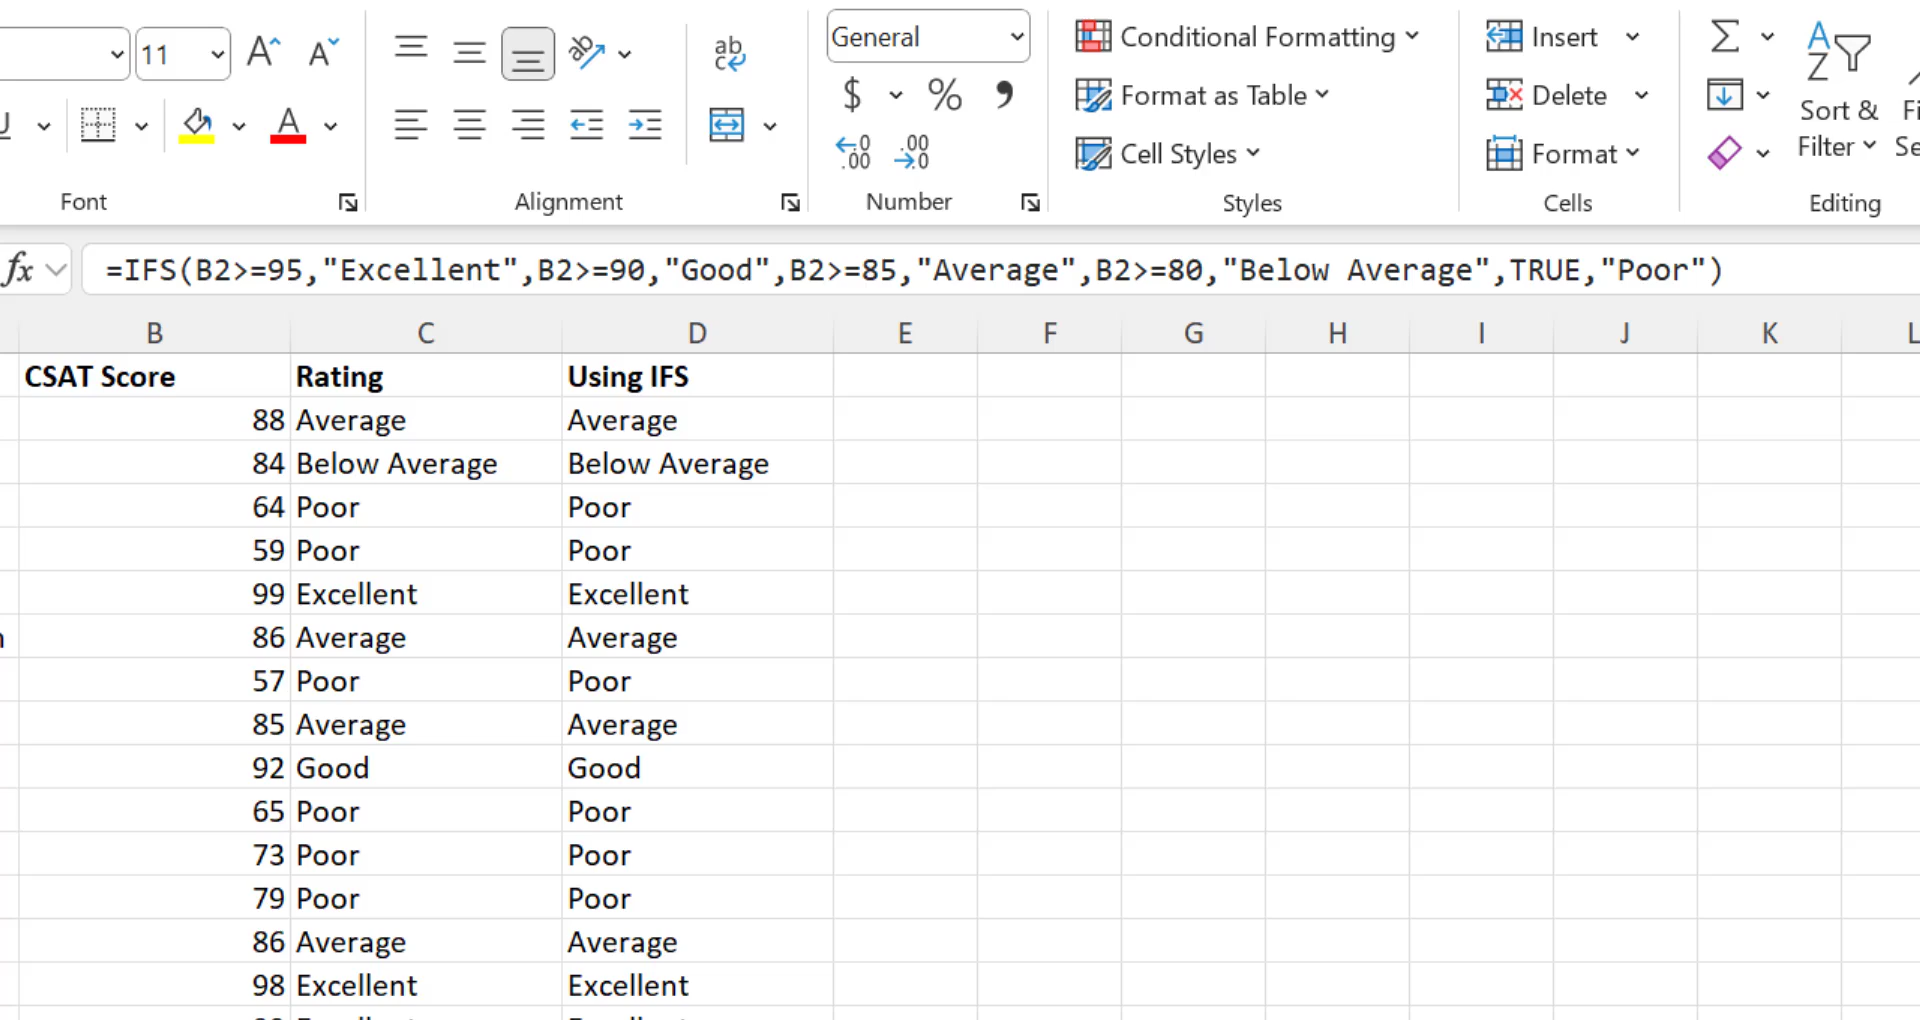 11 A A ab General Conditional Formatting Insert
ab c $ % , Format as Table Delete Sort &
U A .00 .00 Cell Styles Format Filter
Font Alignment Number Styles Cells Editing
fx =IFS(B2>=95,"Excellent",B2>=90,"Good",B2>=85,"Average",B2>=80,"Below Average",TRUE,"Poor")
B C D E F G H I J K L
CSAT Score Rating Using IFS
88 Average Average
84 Below Average Below Average
64 Poor Poor
59 Poor Poor
99 Excellent Excellent
86 Average Average
57 Poor Poor
85 Average Average
92 Good Good
65 Poor Poor
73 Poor Poor
79 Poor Poor
86 Average Average
98 Excellent Excellent